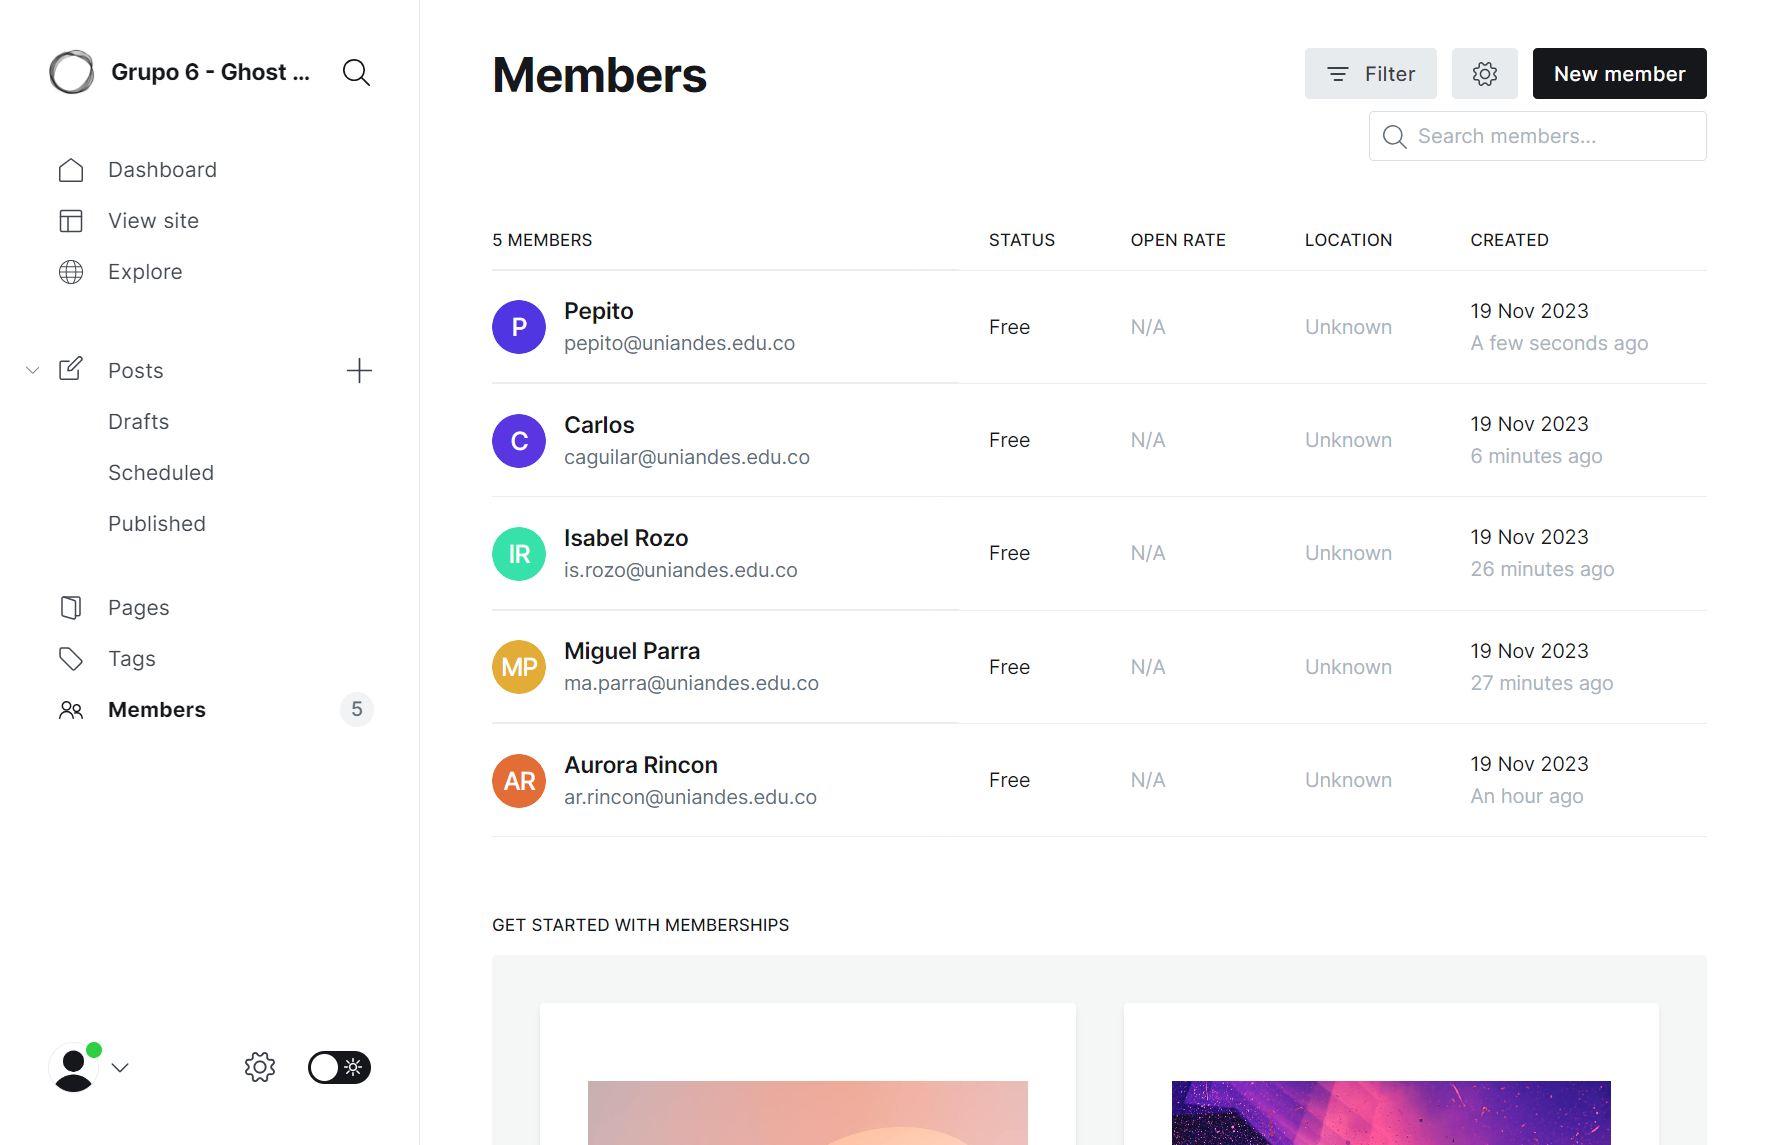 Grupo 6 - Ghost ...
Dashboard
View site
Explore
Posts
Drafts
Scheduled
Published
Pages
Tags
Members
5
Members
Filter
New member
Search members...
5 MEMBERS STATUS OPEN RATE LOCATION CREATED
P
Pepito
pepito@uniandes.edu.co
Free
N/A
Unknown
19 Nov 2023
A few seconds ago
C
Carlos
caguilar@uniandes.edu.co
Free
N/A
Unknown
19 Nov 2023
6 minutes ago
IR
Isabel Rozo
is.rozo@uniandes.edu.co
Free
N/A
Unknown
19 Nov 2023
26 minutes ago
MP
Miguel Parra
ma.parra@uniandes.edu.co
Free
N/A
Unknown
19 Nov 2023
27 minutes ago
AR
Aurora Rincon
ar.rincon@uniandes.edu.co
Free
N/A
Unknown
19 Nov 2023
An hour ago
GET STARTED WITH MEMBERSHIPS